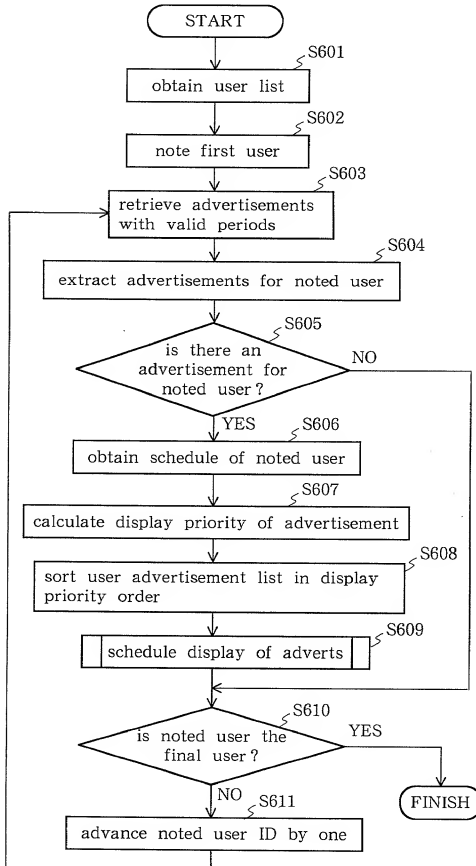 START
S601
obtain user list
S602
note first user
S603
retrieve advertisements
with valid periods
S604
extract advertisements for noted user
S605
is there an
advertisement for
noted user?
NO
YES
S606
obtain schedule of noted user
S607
calculate display priority of advertisement
S608
sort user advertisement list in display
priority order
S609
schedule display of adverts
S610
is noted user the
final user?
YES
NO
FINISH
S611
advance noted user ID by one